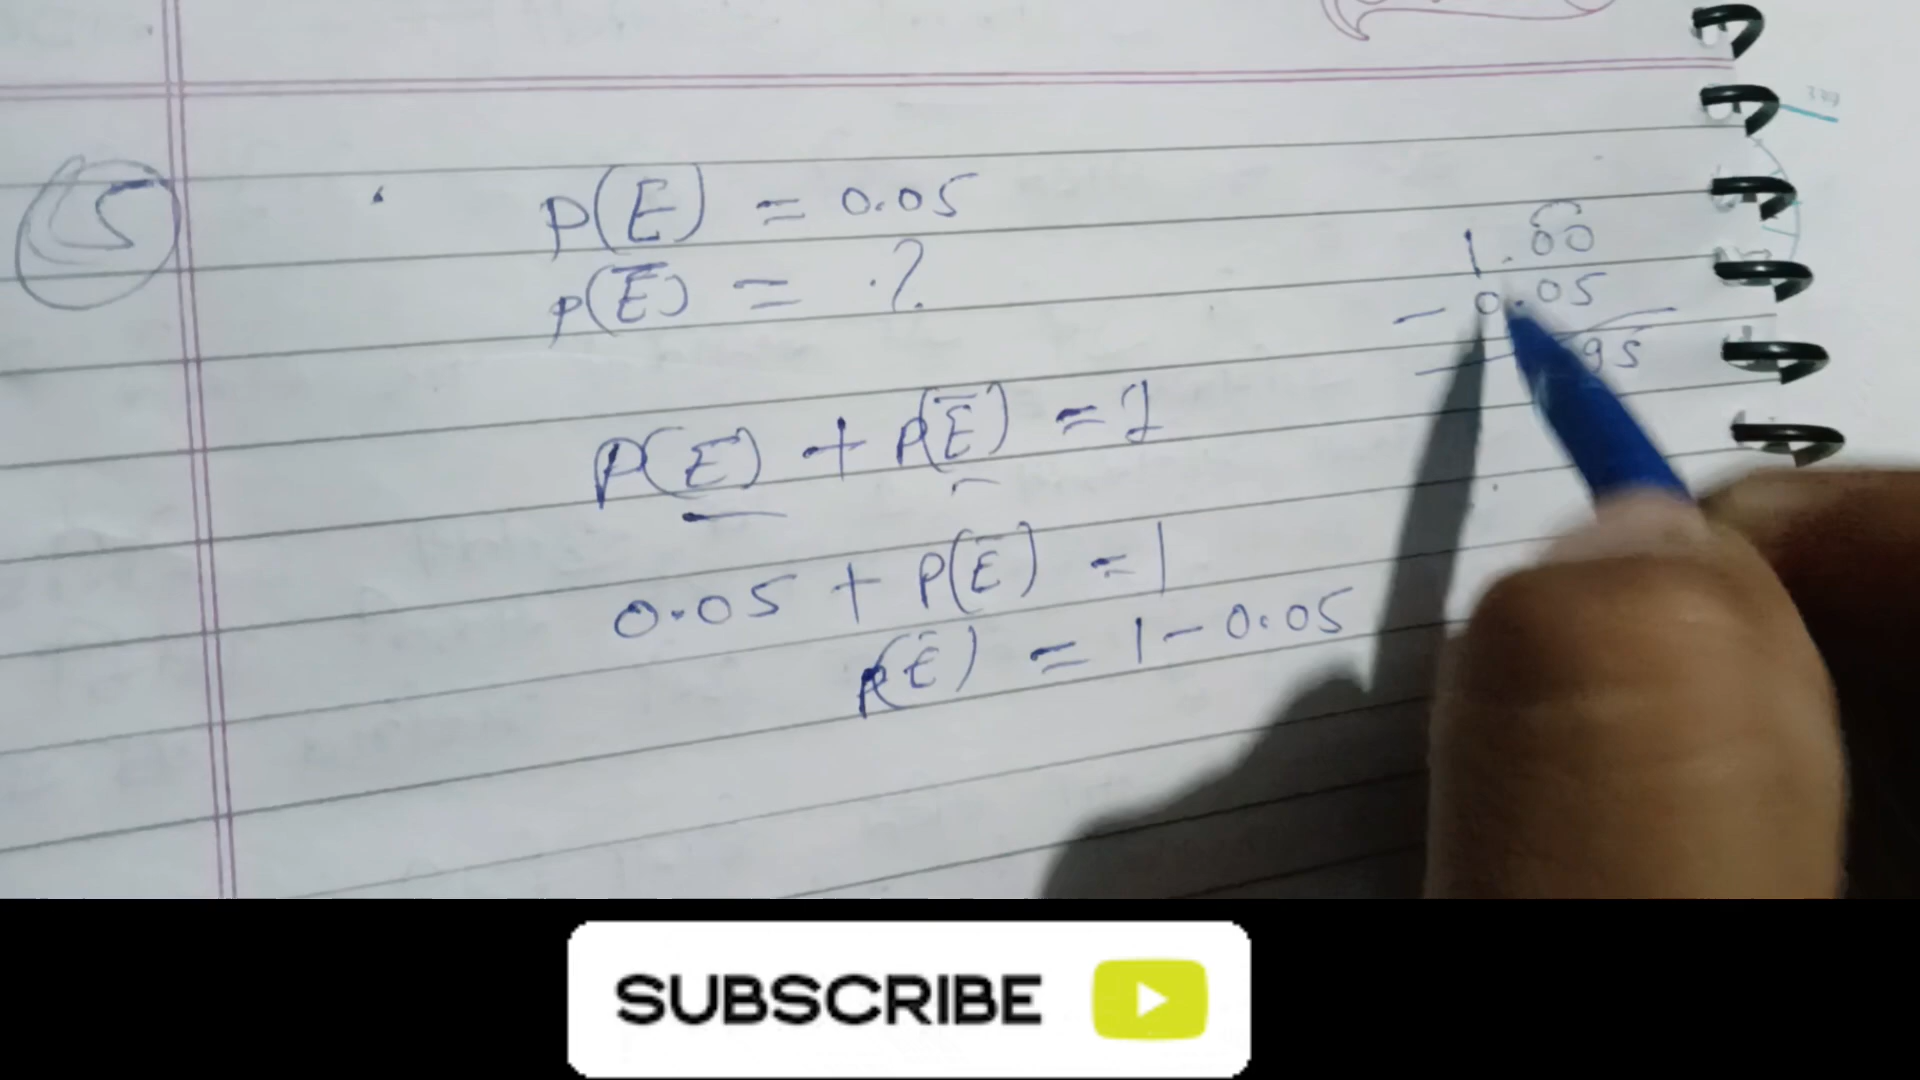 5
P(E) = 0.05
P(Ē) = ?
P(E) + P(Ē) = 1
0.05 + P(Ē) = 1
P(Ē) = 1 - 0.05
1.00
- 0.05
95
SUBSCRIBE